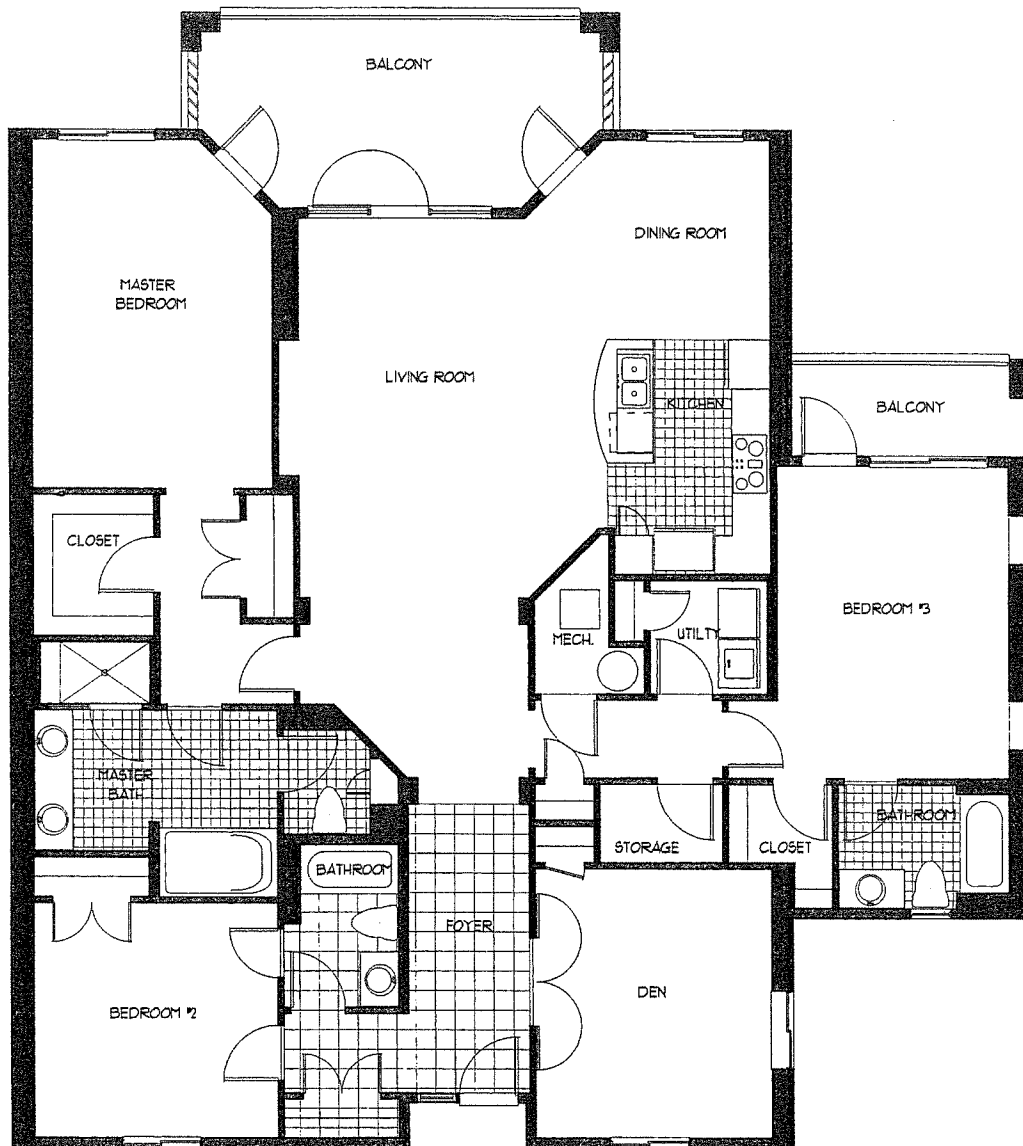 BALCONY
DINING ROOM
MASTER
BEDROOM
LIVING ROOM
KITCHEN
BALCONY
CLOSET
BEDROOM #3
MECH.
UTILTY
MASTER
BATH
BATHROOM
STORAGE
CLOSET
BATHROOM
FOYER
DEN
BEDROOM #2